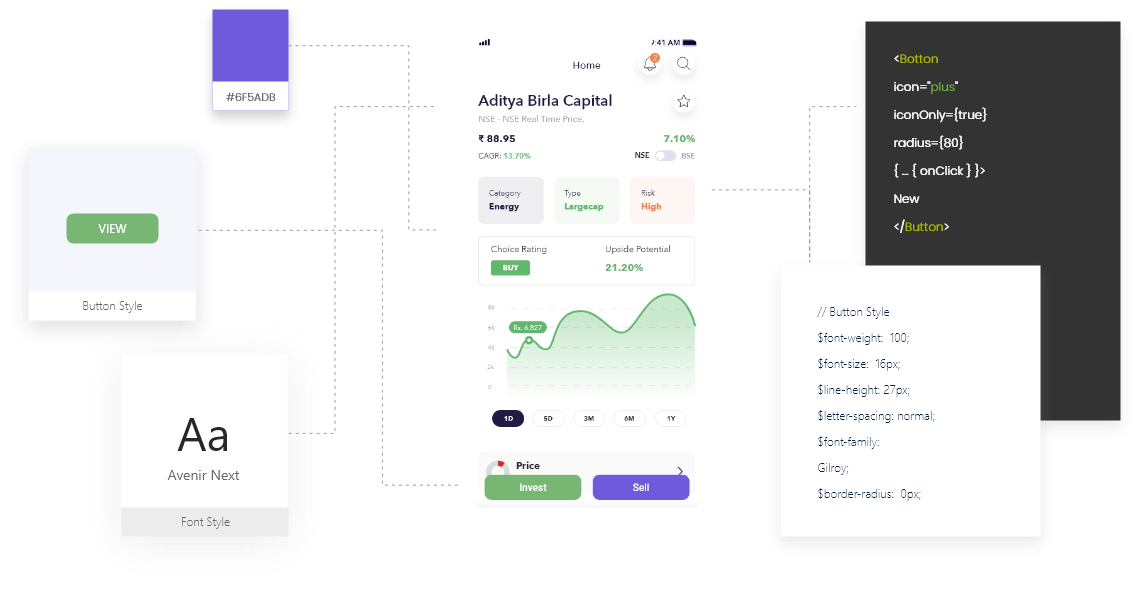 #6F5ADB
VIEW
Button Style
Aa
Avenir Next
Font Style
7:41 AM
Home
2
Aditya Birla Capital
NSE - NSE Real Time Price.
₹ 88.95
7.10%
CAGR: 13.70%
NSE BSE
Category
Energy
Type
Largecap
Risk
High
Choice Rating
BUY
Upside Potential
21.20%
8k
6k
4k
2k
0
Rs. 6,827
1D 5D 3M 6M 1Y
Price
Invest
Sell
<Botton
icon="plus"
iconOnly={true}
radius={80}
{ ... { onClick } }>
New
</Button>
// Button Style
$font-weight: 100;
$font-size: 16px;
$line-height: 27px;
$letter-spacing: normal;
$font-family:
Gilroy;
$border-radius: 0px;